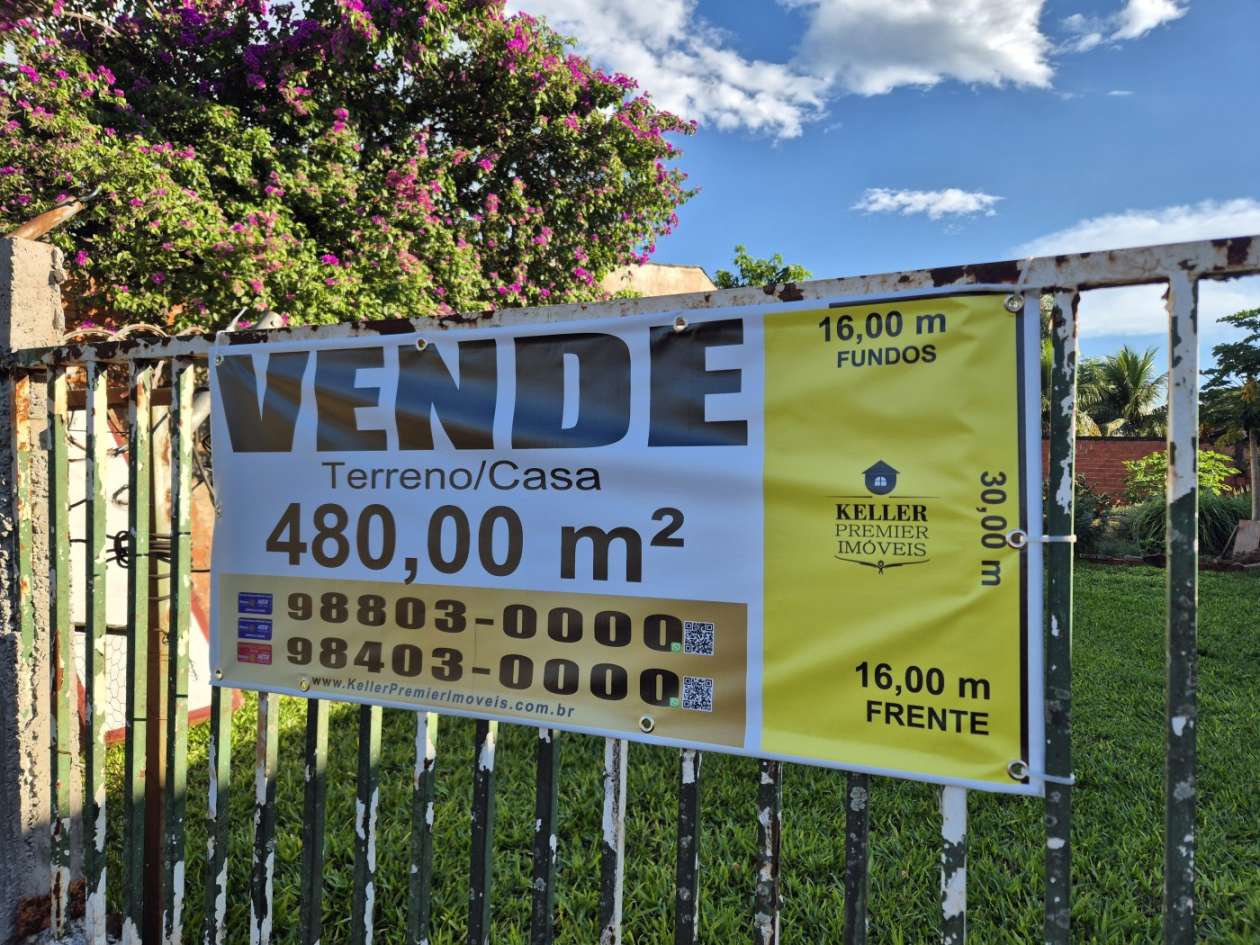 VENDE
Terreno/Casa
480,00 m²
98803-0000
98403-0000
www.KellerPremierImoveis.com.br
16,00 m
FUNDOS
KELLER
PREMIER
IMÓVEIS
30,00 m
16,00 m
FRENTE